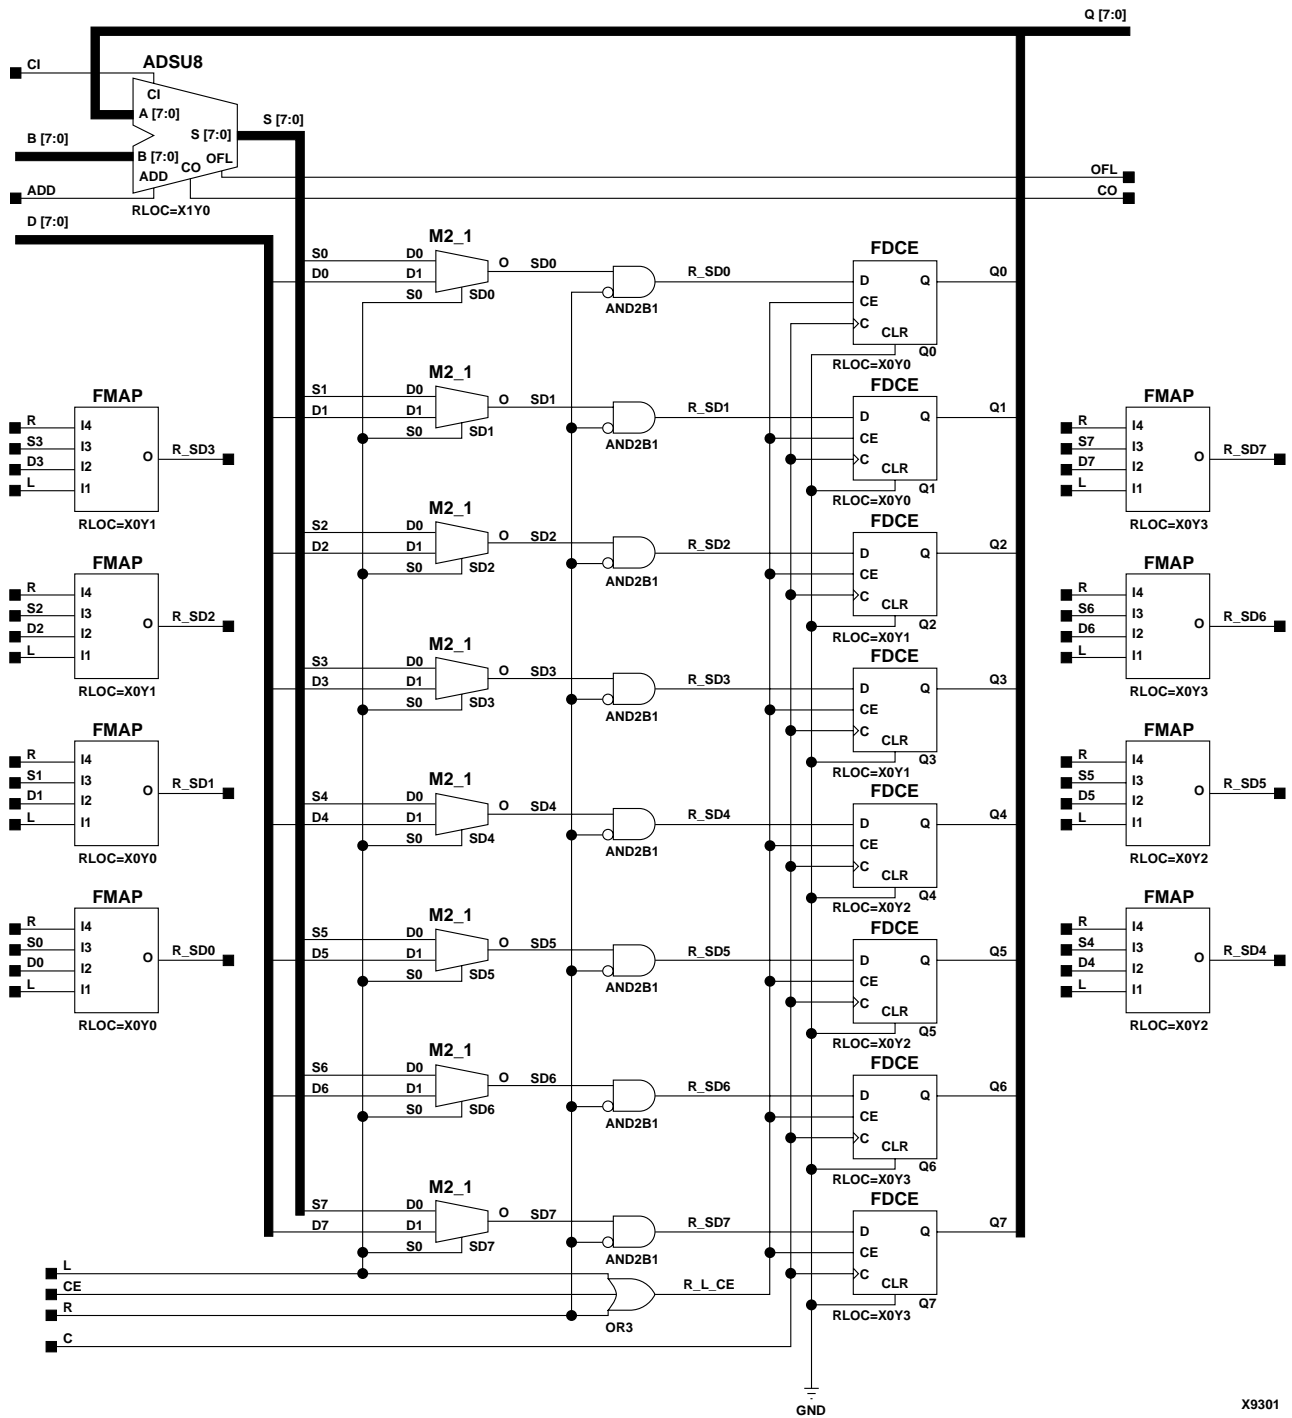 Q [7:0]
CI
ADSU8
CI
A [7:0]
S [7:0]
S [7:0]
B [7:0]
B [7:0]
OFL
CO
ADD
ADD
OFL
CO
RLOC=X1Y0
D [7:0]
M2_1
S0
D0
O
SD0
D0
D1
S0
SD0
AND2B1
R_SD0
FDCE
D
Q
CE
C
CLR
Q0
Q0
RLOC=X0Y0
M2_1
S1
D0
O
SD1
D1
D1
S0
SD1
AND2B1
R_SD1
FDCE
D
Q
CE
C
CLR
Q1
Q1
RLOC=X0Y0
M2_1
S2
D0
O
SD2
D2
D1
S0
SD2
AND2B1
R_SD2
FDCE
D
Q
CE
C
CLR
Q2
Q2
RLOC=X0Y1
M2_1
S3
D0
O
SD3
D3
D1
S0
SD3
AND2B1
R_SD3
FDCE
D
Q
CE
C
CLR
Q3
Q3
RLOC=X0Y1
M2_1
S4
D0
O
SD4
D4
D1
S0
SD4
AND2B1
R_SD4
FDCE
D
Q
CE
C
CLR
Q4
Q4
RLOC=X0Y2
M2_1
S5
D0
O
SD5
D5
D1
S0
SD5
AND2B1
R_SD5
FDCE
D
Q
CE
C
CLR
Q5
Q5
RLOC=X0Y2
M2_1
S6
D0
O
SD6
D6
D1
S0
SD6
AND2B1
R_SD6
FDCE
D
Q
CE
C
CLR
Q6
Q6
RLOC=X0Y3
M2_1
S7
D0
O
SD7
D7
D1
S0
SD7
AND2B1
R_SD7
FDCE
D
Q
CE
C
CLR
Q7
Q7
RLOC=X0Y3
FMAP
R
I4
S3
I3
D3
I2
L
I1
O
R_SD3
RLOC=X0Y1
FMAP
R
I4
S2
I3
D2
I2
L
I1
O
R_SD2
RLOC=X0Y1
FMAP
R
I4
S1
I3
D1
I2
L
I1
O
R_SD1
RLOC=X0Y0
FMAP
R
I4
S0
I3
D0
I2
L
I1
O
R_SD0
RLOC=X0Y0
FMAP
R
I4
S7
I3
D7
I2
L
I1
O
R_SD7
RLOC=X0Y3
FMAP
R
I4
S6
I3
D6
I2
L
I1
O
R_SD6
RLOC=X0Y3
FMAP
R
I4
S5
I3
D5
I2
L
I1
O
R_SD5
RLOC=X0Y2
FMAP
R
I4
S4
I3
D4
I2
L
I1
O
R_SD4
RLOC=X0Y2
L
CE
R
C
OR3
R_L_CE
GND
X9301